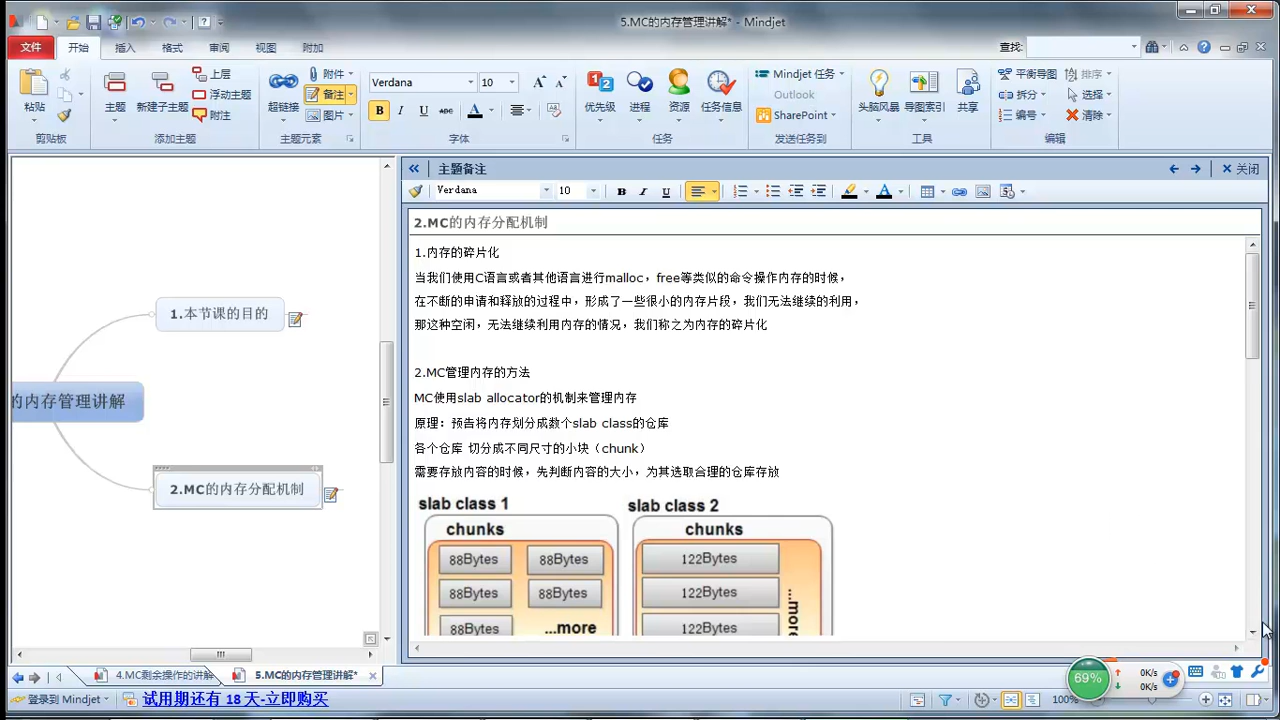 5.MC的内存管理讲解* - Mindjet
文件 开始 插入 格式 审阅 视图 附加 查找:
粘贴 主题 新建子主题 上层 浮动主题 附注 超链接 附件 备注 图片
Verdana 10
B I U abc A
优先级 进程 资源 任务信息 Mindjet 任务 Outlook SharePoint
头脑风暴 导图索引 共享 平衡导图 拆分 编号 排序 选择 清除
剪贴板 添加主题 主题元素 字体 任务 发送任务到 工具 编辑
主题备注 关闭
Verdana 10 B I U A
2.MC的内存分配机制
1.内存的碎片化
当我们使用C语言或者其他语言进行malloc，free等类似的命令操作内存的时候，
在不断的申请和释放的过程中，形成了一些很小的内存片段，我们无法继续的利用，
那这种空闲，无法继续利用内存的情况，我们称之为内存的碎片化
2.MC管理内存的方法
MC使用slab allocator的机制来管理内存
原理：预告将内存划分成数个slab class的仓库
各个仓库 切分成不同尺寸的小块（chunk）
需要存放内容的时候，先判断内容的大小，为其选取合理的仓库存放
slab class 1 slab class 2
chunks chunks
88Bytes 88Bytes 122Bytes
88Bytes 88Bytes 122Bytes
88Bytes ...more 122Bytes ...more
1.本节课的目的
的内存管理讲解
2.MC的内存分配机制
4.MC剩余操作的讲解 5.MC的内存管理讲解*
69% 0K/s
0K/s
登录到 Mindjet 试用期还有 18 天-立即购买 100%